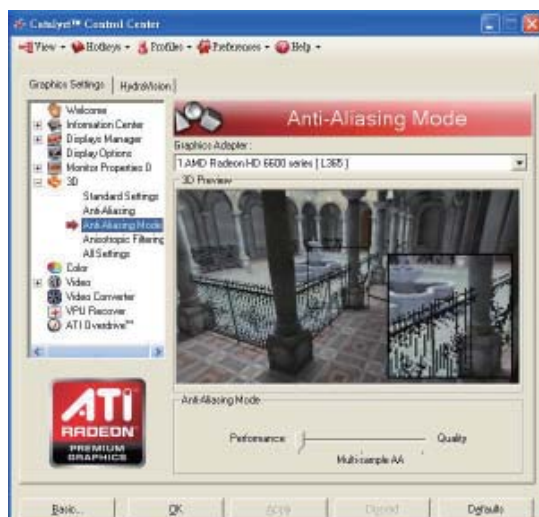 Catalyst™ Control Center
View Hotkeys Profiles Preferences Help
Graphics Settings HydraVision
Welcome
Information Center
Displays Manager
Display Options
Monitor Properties 0
3D
Standard Settings
Anti-Aliasing
Anti-Aliasing Mode
Anisotropic Filtering
All Settings
Color
Video
Video Converter
VPU Recover
ATI Overdrive™
ATI
RADEON
PREMIUM
GRAPHICS
Anti-Aliasing Mode
Graphics Adapter:
1 AMD Radeon HD 6600 series [ L365 ]
3D Preview
Anti-Aliasing Mode
Performance Quality
Multi-sample AA
Basic... OK Apply Discard Defaults